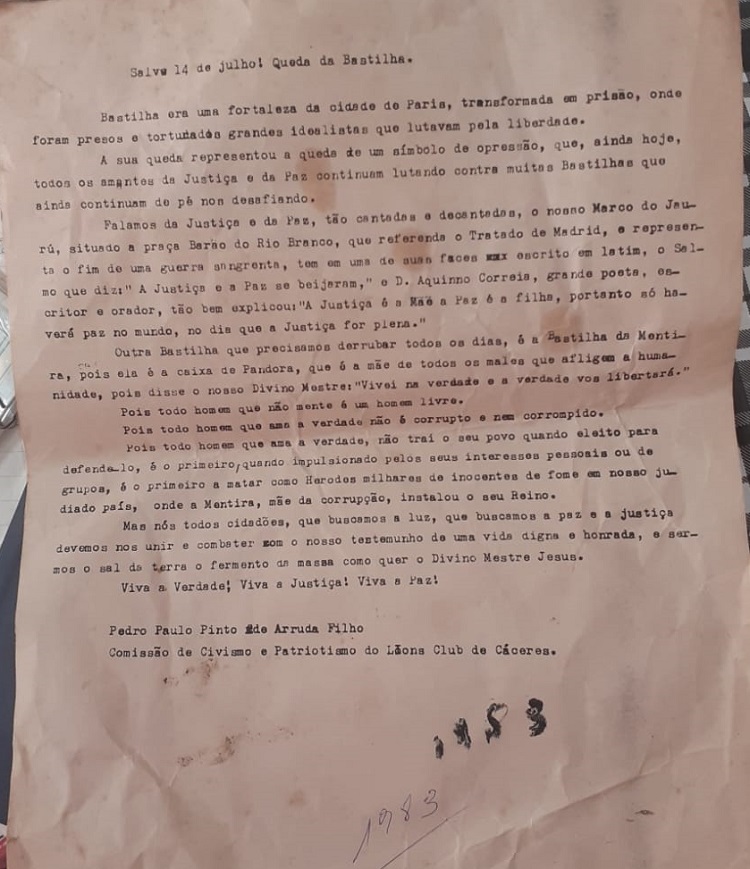 Salve 14 de julho! Queda da Bastilha.
Bastilha era uma fortaleza da cidade de Paris, transformada em prisão, onde
foram presos e torturados grandes idealistas que lutavam pela liberdade.
A sua queda representou a queda de um símbolo de opressão, que, ainda hoje,
todos os amantes da Justiça e da Paz continuam lutando contra muitas Bastilhas que
ainda continuam de pé nos desafiando.
Falamos da Justiça e da Paz, tão cantadas e decantadas, o nosso Marco do Jau-
rú, situado a praça Barão do Rio Branco, que referenda o Tratado de Madrid, e represen-
ta o fim de uma guerra sangrenta, tem em uma de suas faces xxx escrito em latim, o Sal-
mo que diz:" A Justiça e a Paz se beijaram," e D. Aquinno Correia, grande poeta, es-
critor e orador, tão bem explicou:"A Justiça é a Mãe a Paz é a filha, portanto só ha-
verá paz no mundo, no dia que a Justiça for plena."
Outra Bastilha que precisamos derrubar todos os dias, é a Bastilha da Menti-
ra, pois ela é a caixa de Pandora, que é a mãe de todos os males que afligem a huma-
nidade, pois disse o nosso Divino Mestre:"Vivei na verdade e a verdade vos libertará."
Pois todo homem que não mente é um homem livre.
Pois todo homem que ama a verdade não é corrupto e nem corrompido.
Pois todo homem que ama a verdade, não trai o seu povo quando eleito para
defende-lo, é o primeiro,quando impulsionado pelos seus interesses pessoais ou de
grupos, é o primeiro a matar como Herodes milhares de inocentes de fome em nosso ju-
diado país, onde a Mentira, mãe da corrupção, instalou o seu Reino.
Mas nós todos cidadões, que buscamos a luz, que buscamos a paz e a justiça
devemos nos unir e combater com o nosso testemunho de uma vida digna e honrada, e ser-
mos o sal da terra o fermento da massa como quer o Divino Mestre Jesus.
Viva a Verdade! Viva a Justiça! Viva a Paz!
Pedro Paulo Pinto de Arruda Filho
Comissão de Civismo e Patriotismo do Lions Club de Cáceres.
1983
1983